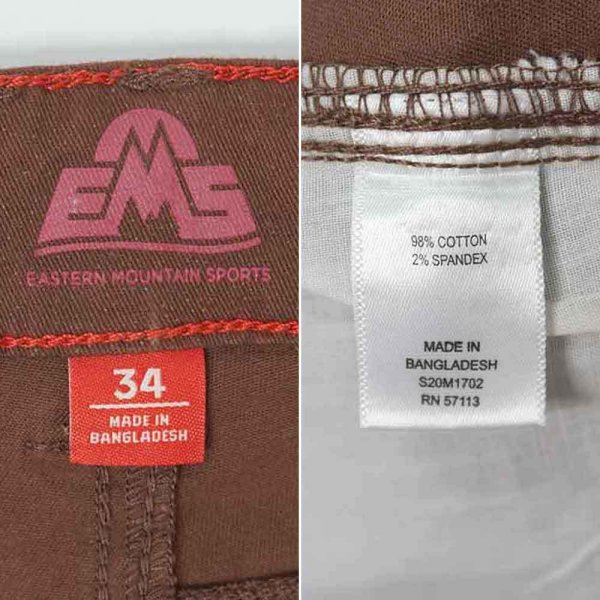 EMS
EASTERN MOUNTAIN SPORTS
34
MADE IN
BANGLADESH
98% COTTON
2% SPANDEX
MADE IN
BANGLADESH
S20M1702
RN 57113